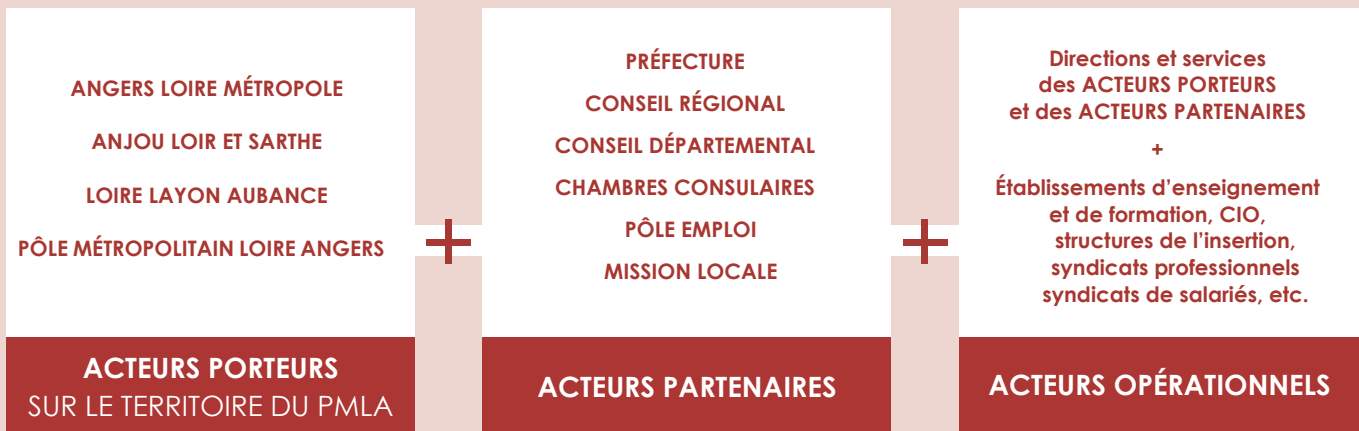 ANGERS LOIRE MÉTROPOLE
ANJOU LOIR ET SARTHE
LOIRE LAYON AUBANCE
PÔLE MÉTROPOLITAIN LOIRE ANGERS
ACTEURS PORTEURS
SUR LE TERRITOIRE DU PMLA
+
PRÉFECTURE
CONSEIL RÉGIONAL
CONSEIL DÉPARTEMENTAL
CHAMBRES CONSULAIRES
PÔLE EMPLOI
MISSION LOCALE
ACTEURS PARTENAIRES
+
Directions et services
des ACTEURS PORTEURS
et des ACTEURS PARTENAIRES
+
Établissements d’enseignement
et de formation, CIO,
structures de l’insertion,
syndicats professionnels
syndicats de salariés, etc.
ACTEURS OPÉRATIONNELS